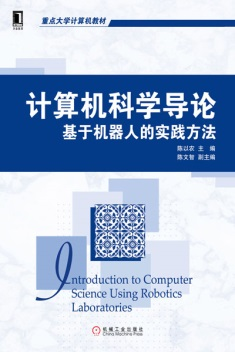 重点大学计算机教材
计算机科学导论
基于机器人的实践方法
陈以农 主 编
陈文智 副主编
Introduction to Computer
Science Using Robotics
Laboratories
机械工业出版社
China Machine Press